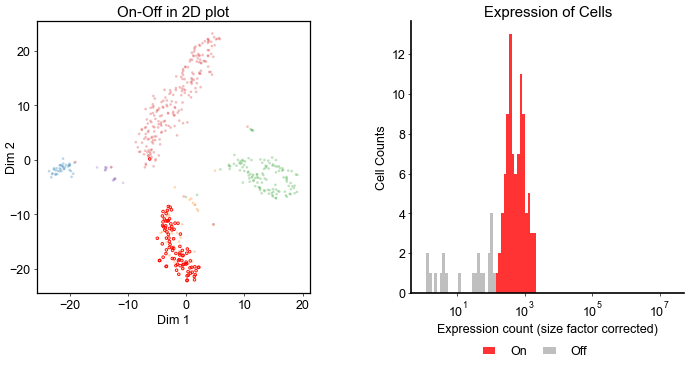 On-Off in 2D plot
20
10
0
−10
−20
Dim 2
−20 −10 0 10 20
Dim 1
Expression of Cells
12
10
8
6
4
2
0
Cell Counts
10^1 10^3 10^5 10^7
Expression count (size factor corrected)
On Off